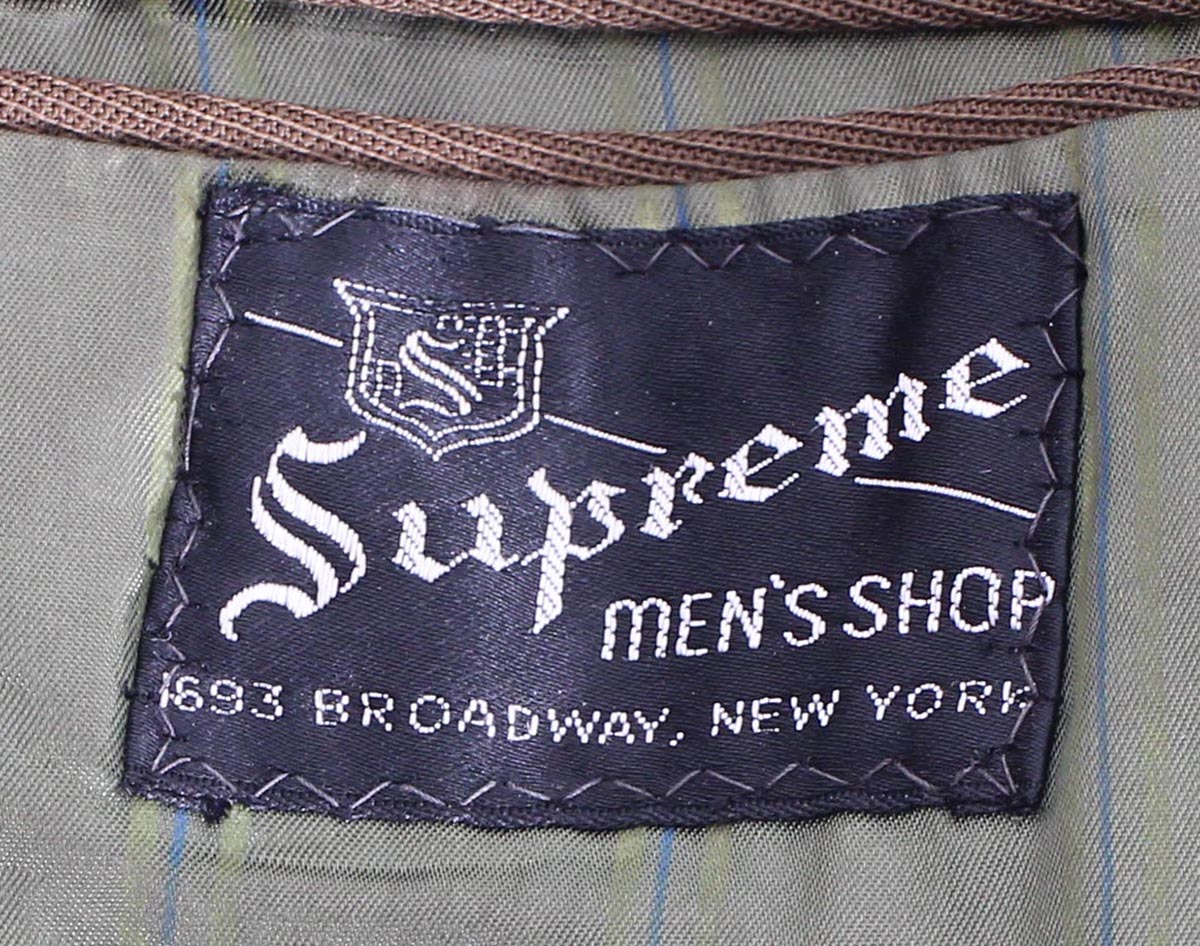 S
Supreme
MEN'S SHOP
1693 BROADWAY, NEW YORK